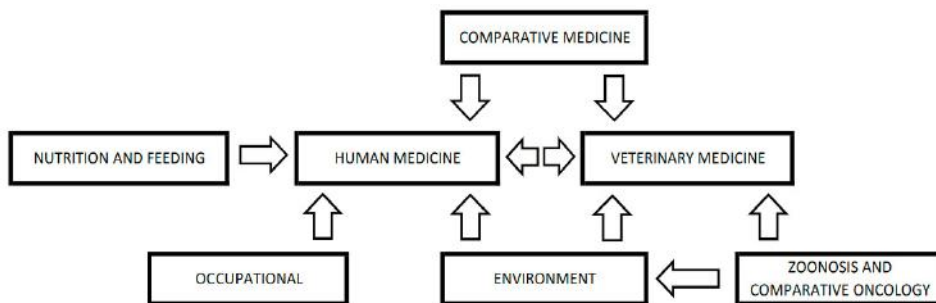 COMPARATIVE MEDICINE
NUTRITION AND FEEDING
HUMAN MEDICINE
VETERINARY MEDICINE
OCCUPATIONAL
ENVIRONMENT
ZOONOSIS AND
COMPARATIVE ONCOLOGY